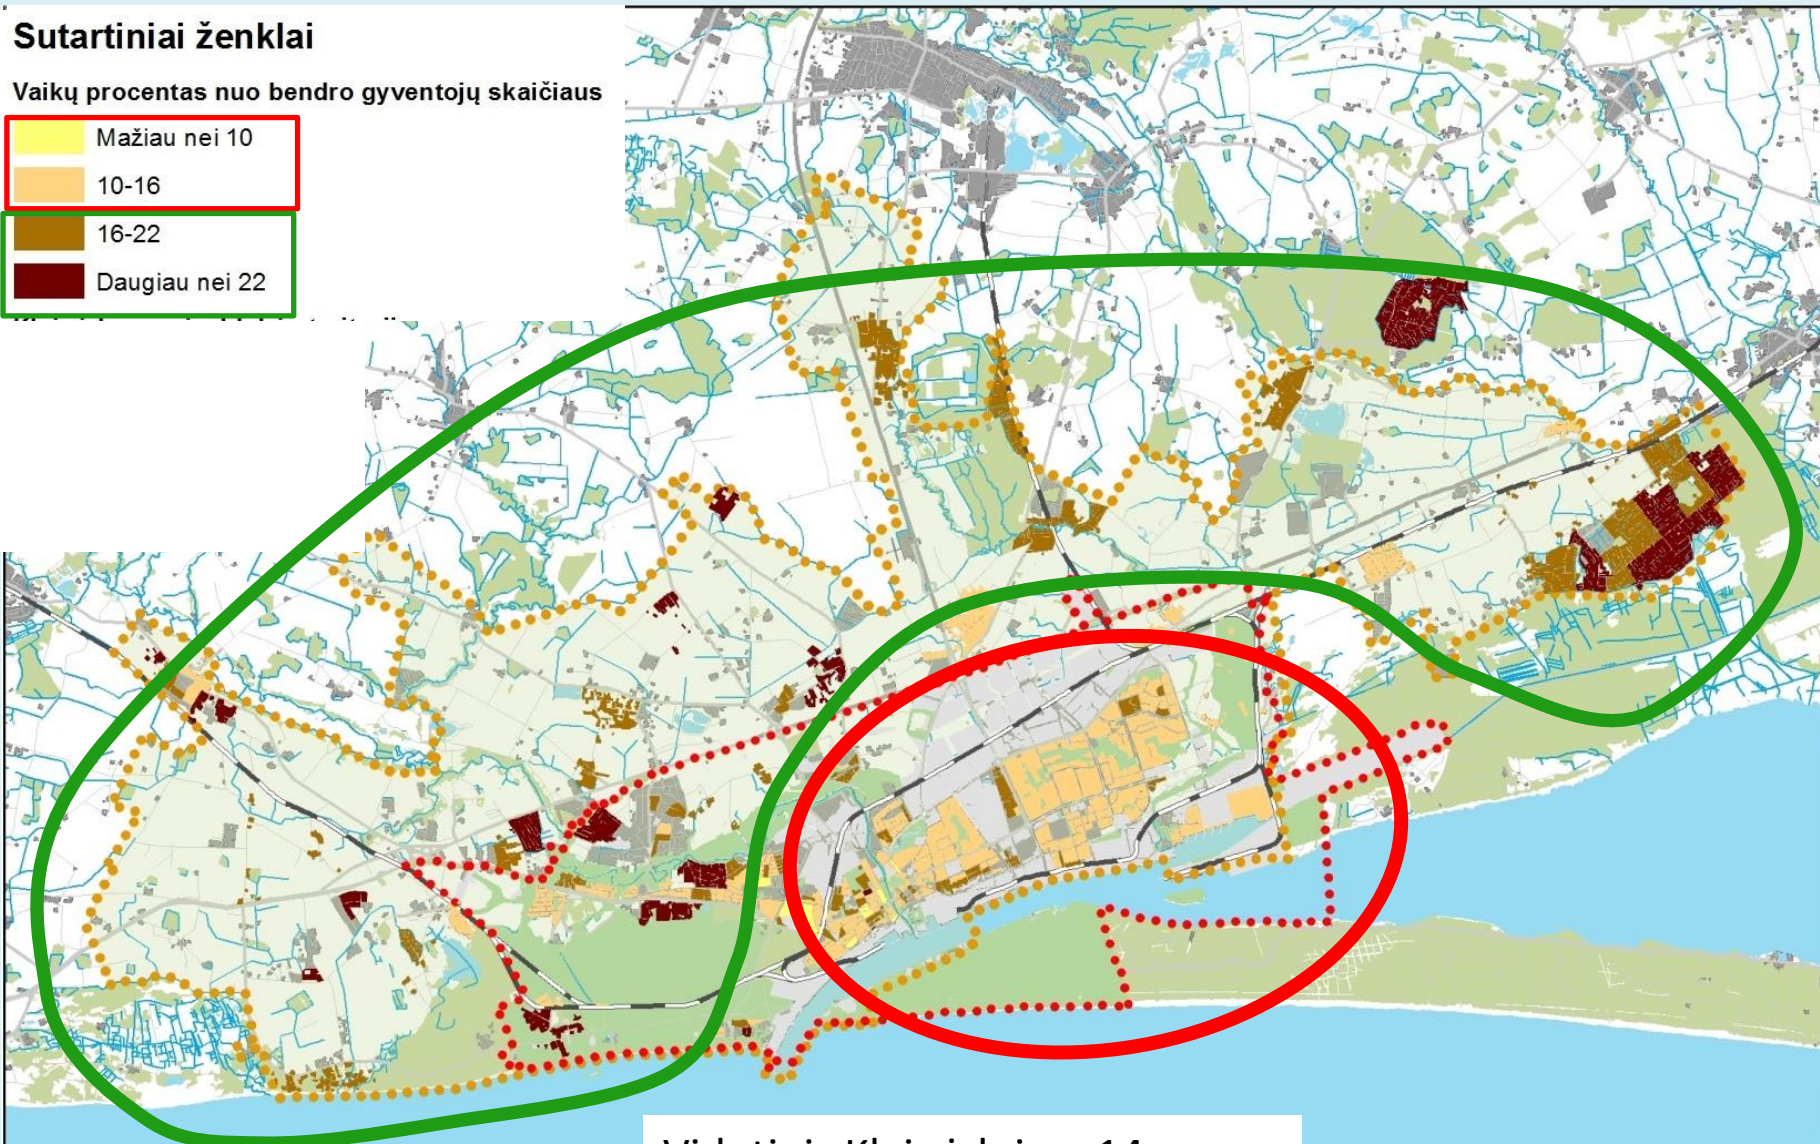 Sutartiniai ženklai
Vaikų procentas nuo bendro gyventojų skaičiaus
Mažiau nei 10
10-16
16-22
Daugiau nei 22